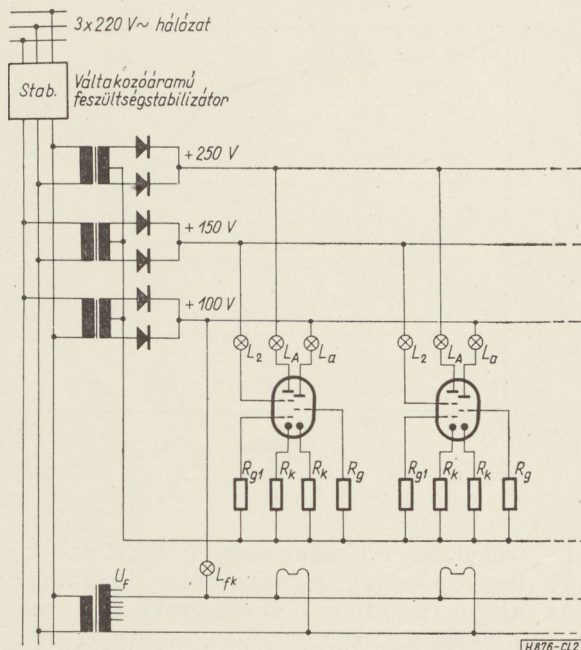 3x220 V~ hálózat
Stab.
Váltakozóáramú
feszültségstabilizátor
+250 V
+150 V
+100 V
L2 LA La L2 LA La
Rg1 Rk Rk Rg Rg1 Rk Rk Rg
Uf
Lfk
H876-CL2